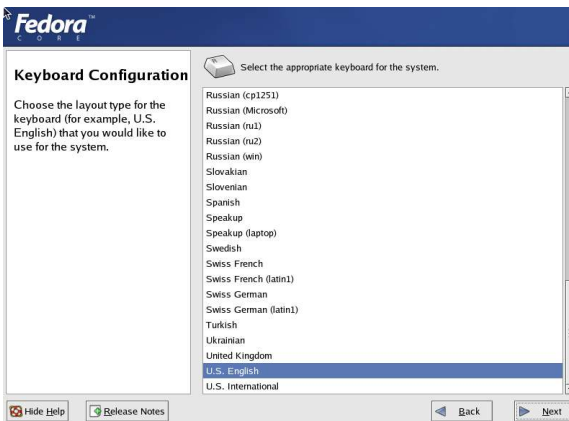 Fedora™
CORE
Keyboard Configuration
Choose the layout type for the
keyboard (for example, U.S.
English) that you would like to
use for the system.
Select the appropriate keyboard for the system.
Russian (cp1251)
Russian (Microsoft)
Russian (ru1)
Russian (ru2)
Russian (win)
Slovakian
Slovenian
Spanish
Speakup
Speakup (laptop)
Swedish
Swiss French
Swiss French (latin1)
Swiss German
Swiss German (latin1)
Turkish
Ukrainian
United Kingdom
U.S. English
U.S. International
Hide Help
Release Notes
Back
Next